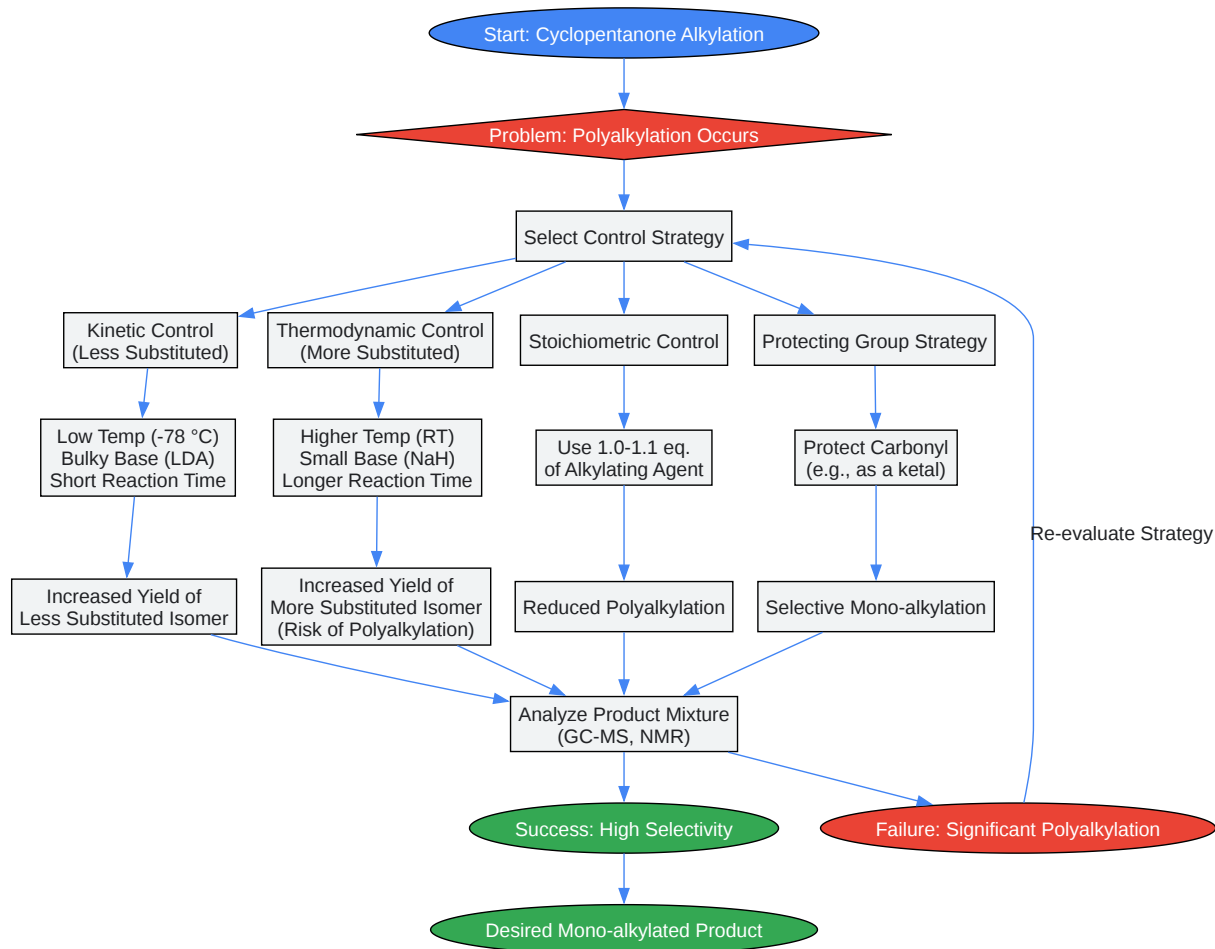 Start: Cyclopentanone Alkylation
Problem: Polyalkylation Occurs
Select Control Strategy
Kinetic Control
(Less Substituted)
Thermodynamic Control
(More Substituted)
Stoichiometric Control
Protecting Group Strategy
Low Temp (-78 °C)
Bulky Base (LDA)
Short Reaction Time
Higher Temp (RT)
Small Base (NaH)
Longer Reaction Time
Use 1.0-1.1 eq.
of Alkylating Agent
Protect Carbonyl
(e.g., as a ketal)
Re-evaluate Strategy
Increased Yield of
Less Substituted Isomer
Increased Yield of
More Substituted Isomer
(Risk of Polyalkylation)
Reduced Polyalkylation
Selective Mono-alkylation
Analyze Product Mixture
(GC-MS, NMR)
Success: High Selectivity
Failure: Significant Polyalkylation
Desired Mono-alkylated Product